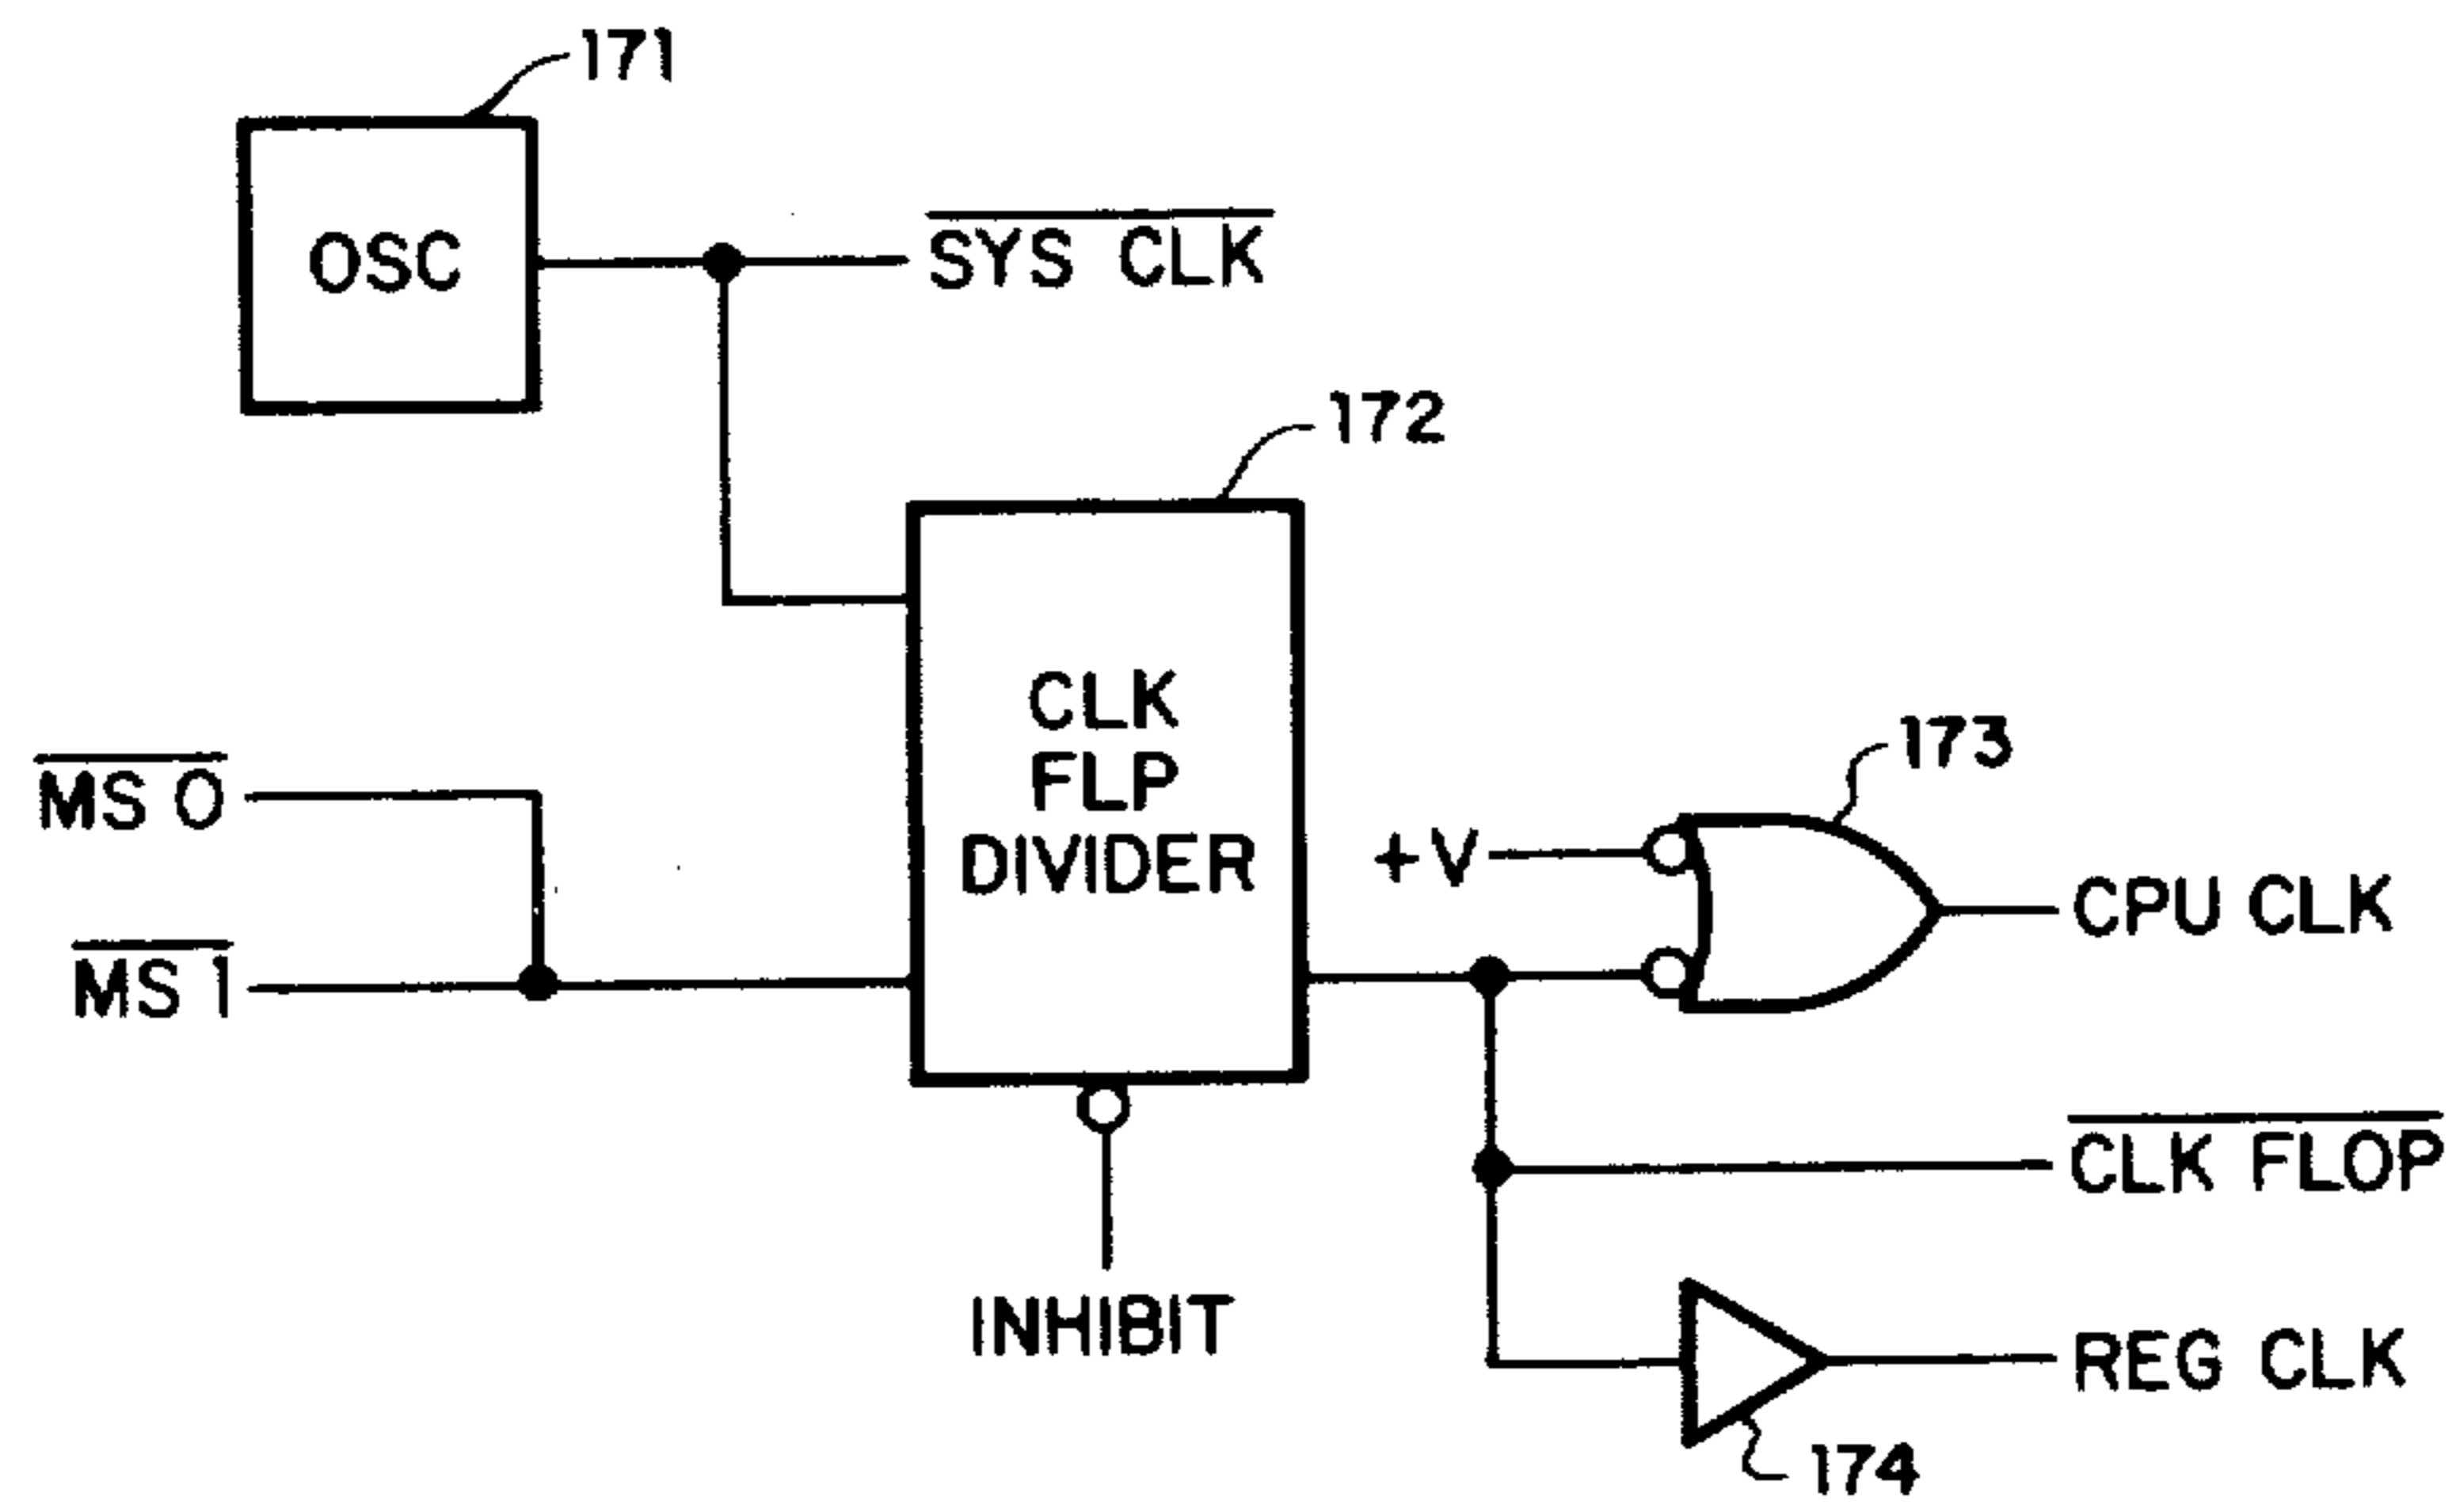 171
OSC
SYS CLK
172
CLK
FLP
DIVIDER
MS 0
MS 1
173
+V
CPU CLK
CLK FLOP
INHIBIT
REG CLK
174